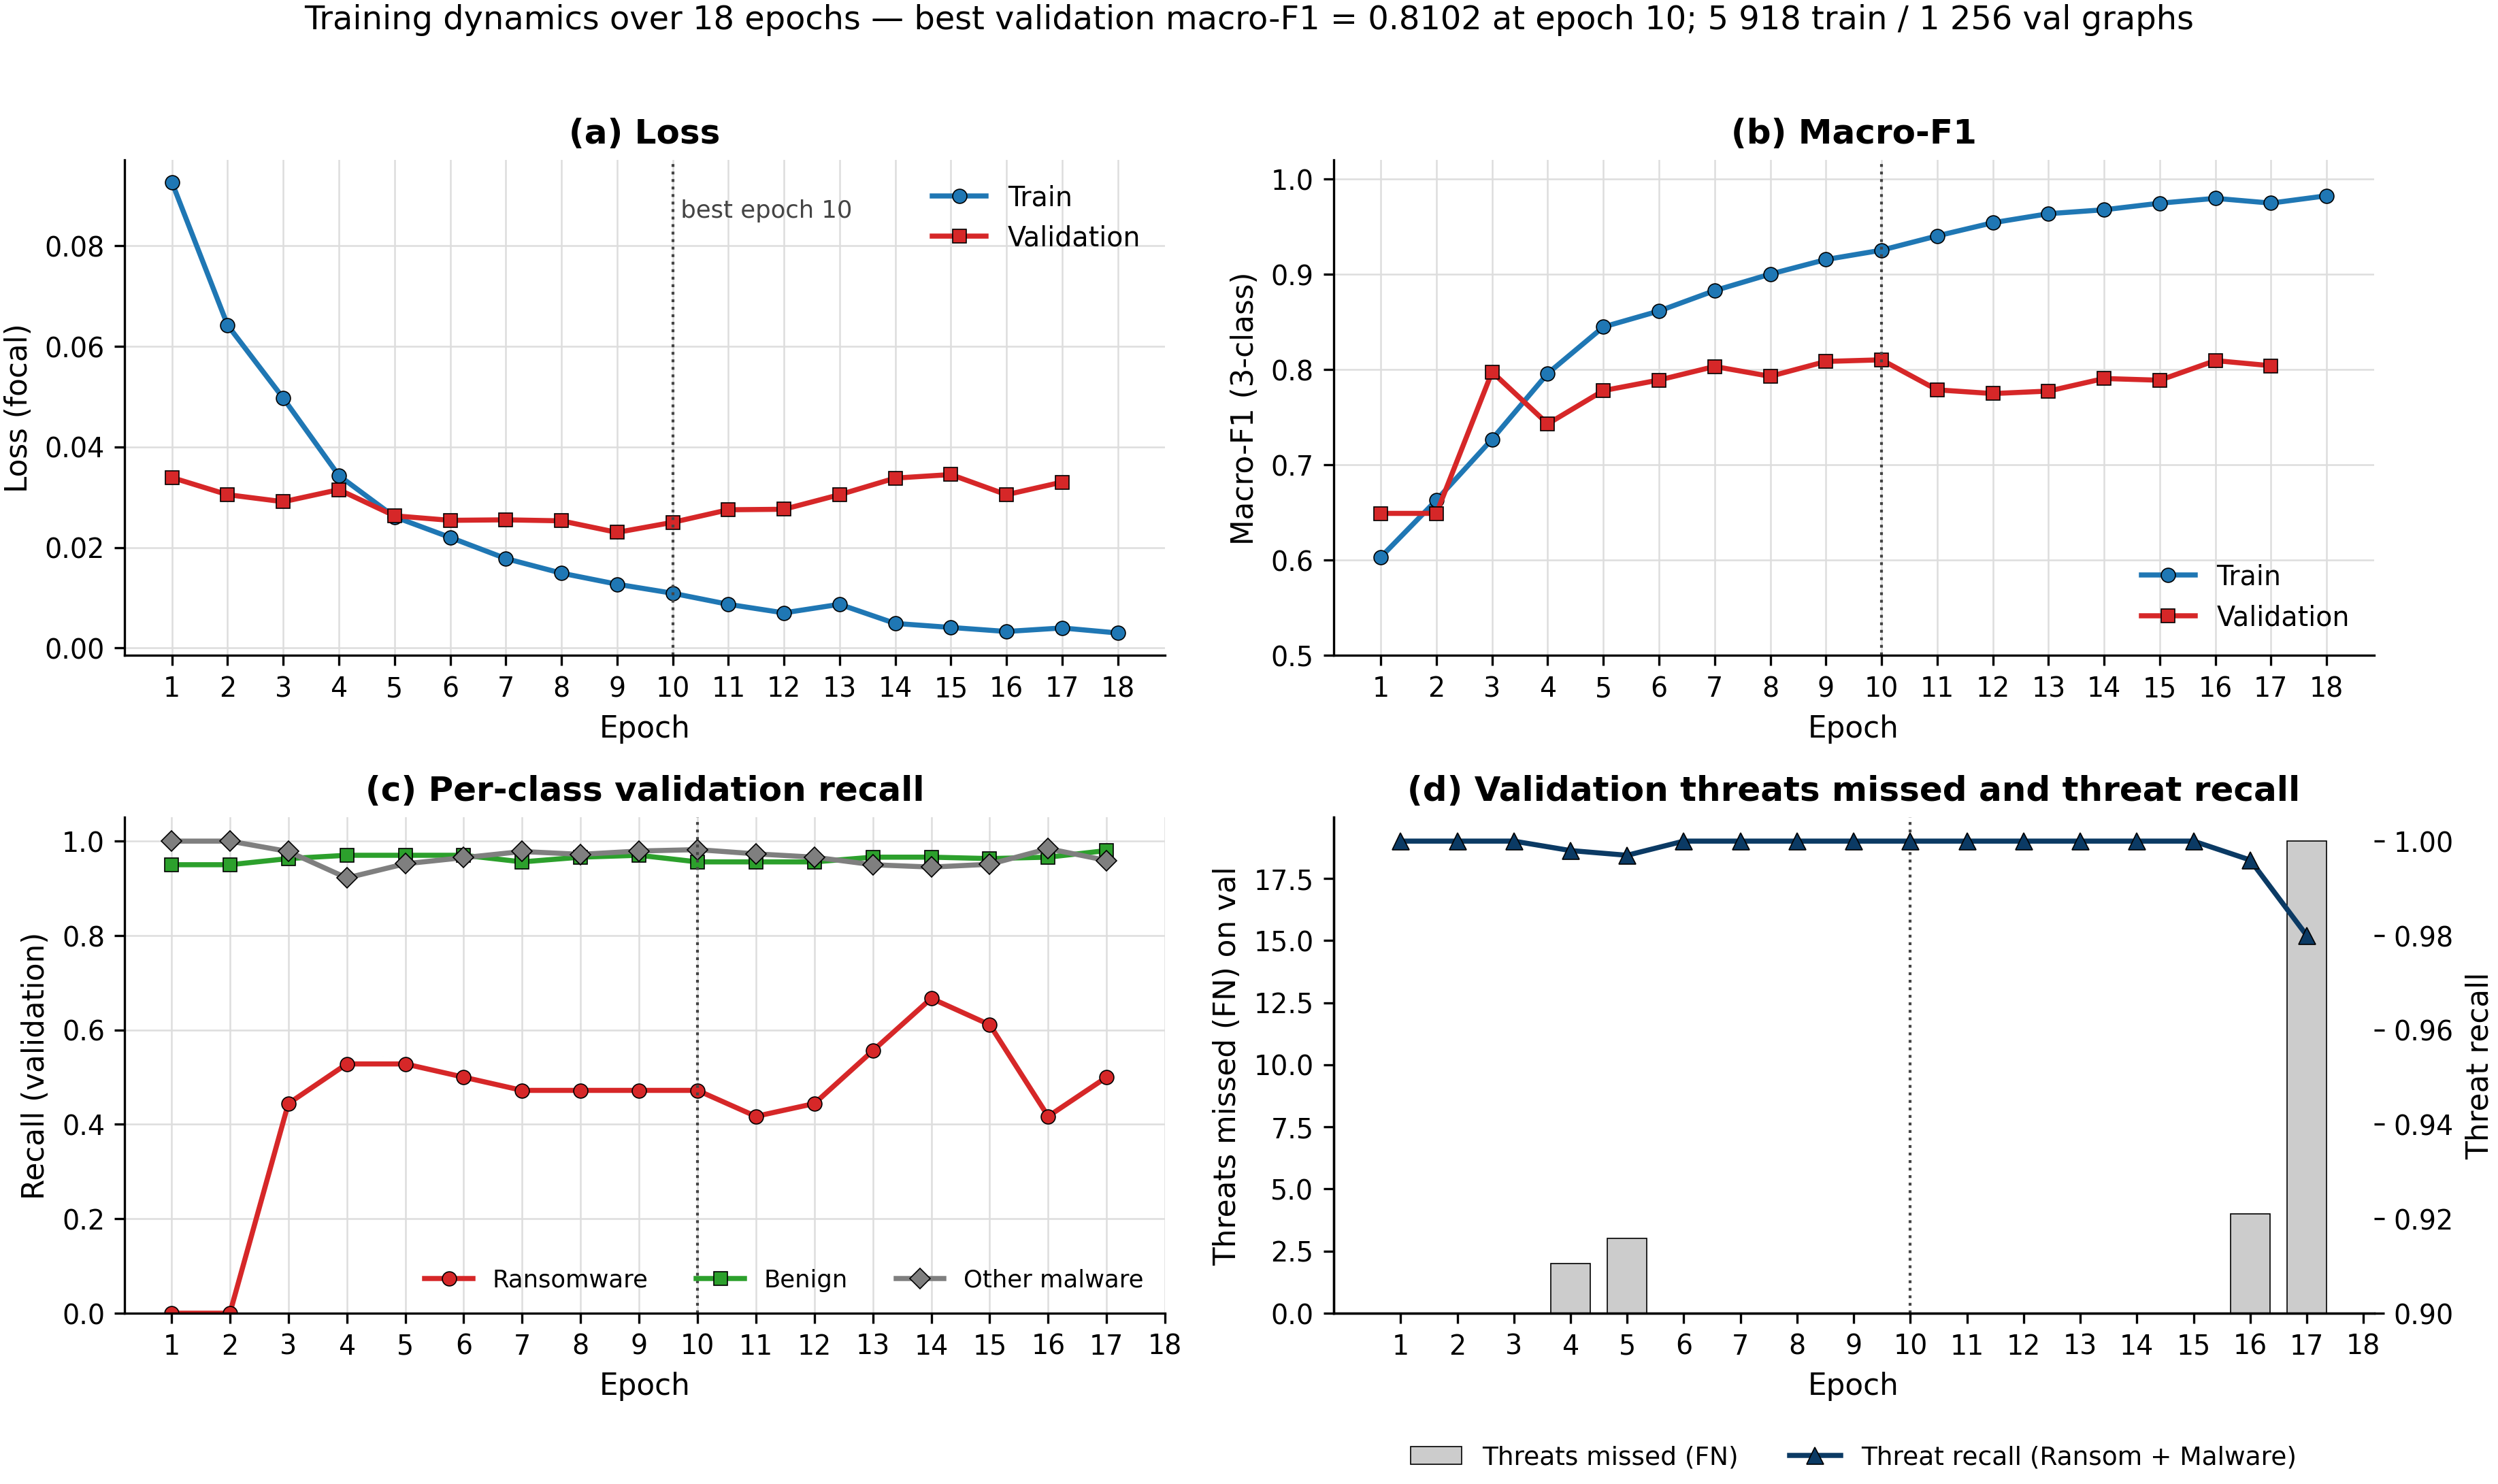 Training dynamics over 18 epochs — best validation macro-F1 = 0.8102 at epoch 10; 5 918 train / 1 256 val graphs
(a) Loss
Loss (focal)
0.08
0.06
0.04
0.02
0.00
best epoch 10
Train
Validation
1 2 3 4 5 6 7 8 9 10 11 12 13 14 15 16 17 18
Epoch
(b) Macro-F1
Macro-F1 (3-class)
1.0
0.9
0.8
0.7
0.6
0.5
Train
Validation
1 2 3 4 5 6 7 8 9 10 11 12 13 14 15 16 17 18
Epoch
(c) Per-class validation recall
Recall (validation)
1.0
0.8
0.6
0.4
0.2
0.0
Ransomware Benign Other malware
1 2 3 4 5 6 7 8 9 10 11 12 13 14 15 16 17 18
Epoch
(d) Validation threats missed and threat recall
Threats missed (FN) on val
17.5
15.0
12.5
10.0
7.5
5.0
2.5
0.0
1.00
0.98
0.96
0.94
0.92
0.90
Threat recall
1 2 3 4 5 6 7 8 9 10 11 12 13 14 15 16 17 18
Epoch
Threats missed (FN) Threat recall (Ransom + Malware)